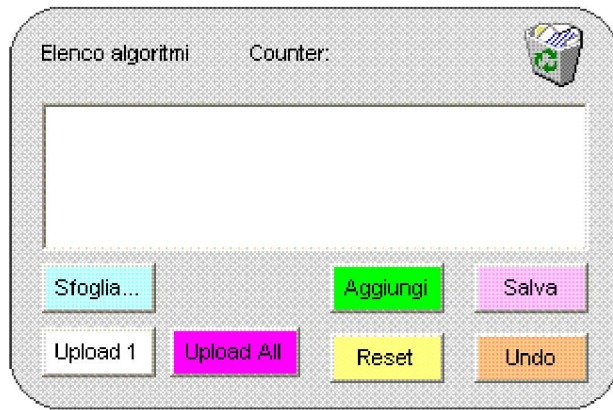 Elenco algoritmi Counter:
Sfoglia... Aggiungi Salva
Upload 1 Upload All Reset Undo